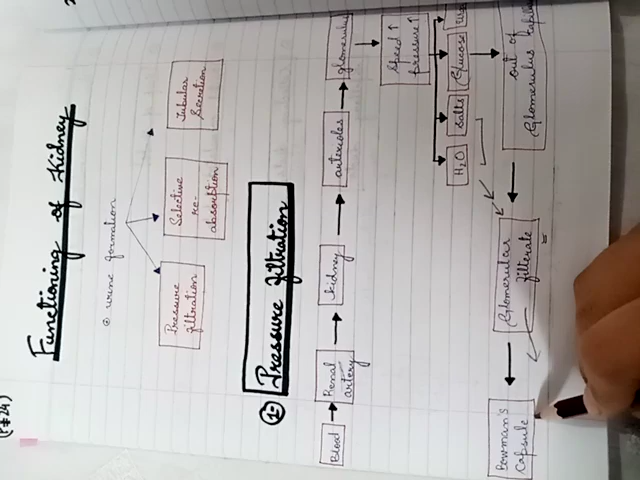 (P#24)
Functioning of Kidney
urine formation
Pressure
filtration
Selective
re-
absorption
Tubular
Secretion
1- Pressure filtration
Blood
Renal
artery
kidney
arterioles
glomerulus
speed ↑
pressure ↑
H₂O
Salts
Glucose
out of
Glomerulus
Glomerular
filterate
Bowman's
Capsule